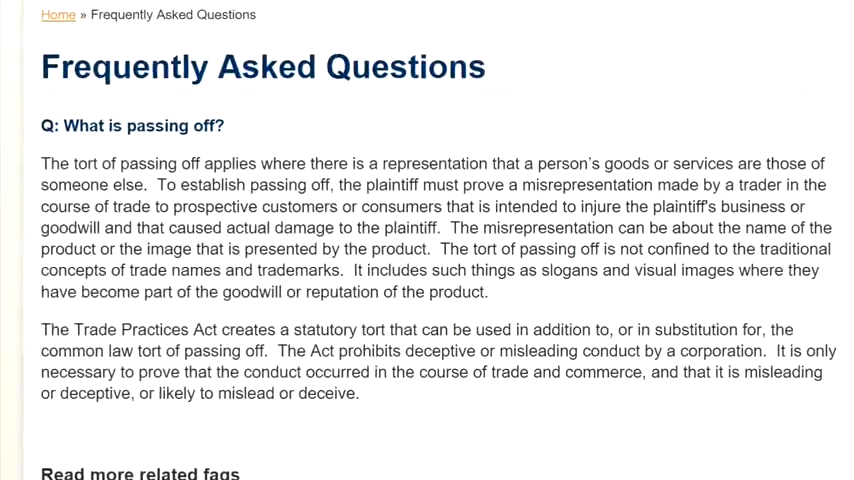 Home » Frequently Asked Questions
Frequently Asked Questions
Q: What is passing off?
The tort of passing off applies where there is a representation that a person's goods or services are those of
someone else. To establish passing off, the plaintiff must prove a misrepresentation made by a trader in the
course of trade to prospective customers or consumers that is intended to injure the plaintiff's business or
goodwill and that caused actual damage to the plaintiff. The misrepresentation can be about the name of the
product or the image that is presented by the product. The tort of passing off is not confined to the traditional
concepts of trade names and trademarks. It includes such things as slogans and visual images where they
have become part of the goodwill or reputation of the product.
The Trade Practices Act creates a statutory tort that can be used in addition to, or in substitution for, the
common law tort of passing off. The Act prohibits deceptive or misleading conduct by a corporation. It is only
necessary to prove that the conduct occurred in the course of trade and commerce, and that it is misleading
or deceptive, or likely to mislead or deceive.
Read more related faqs